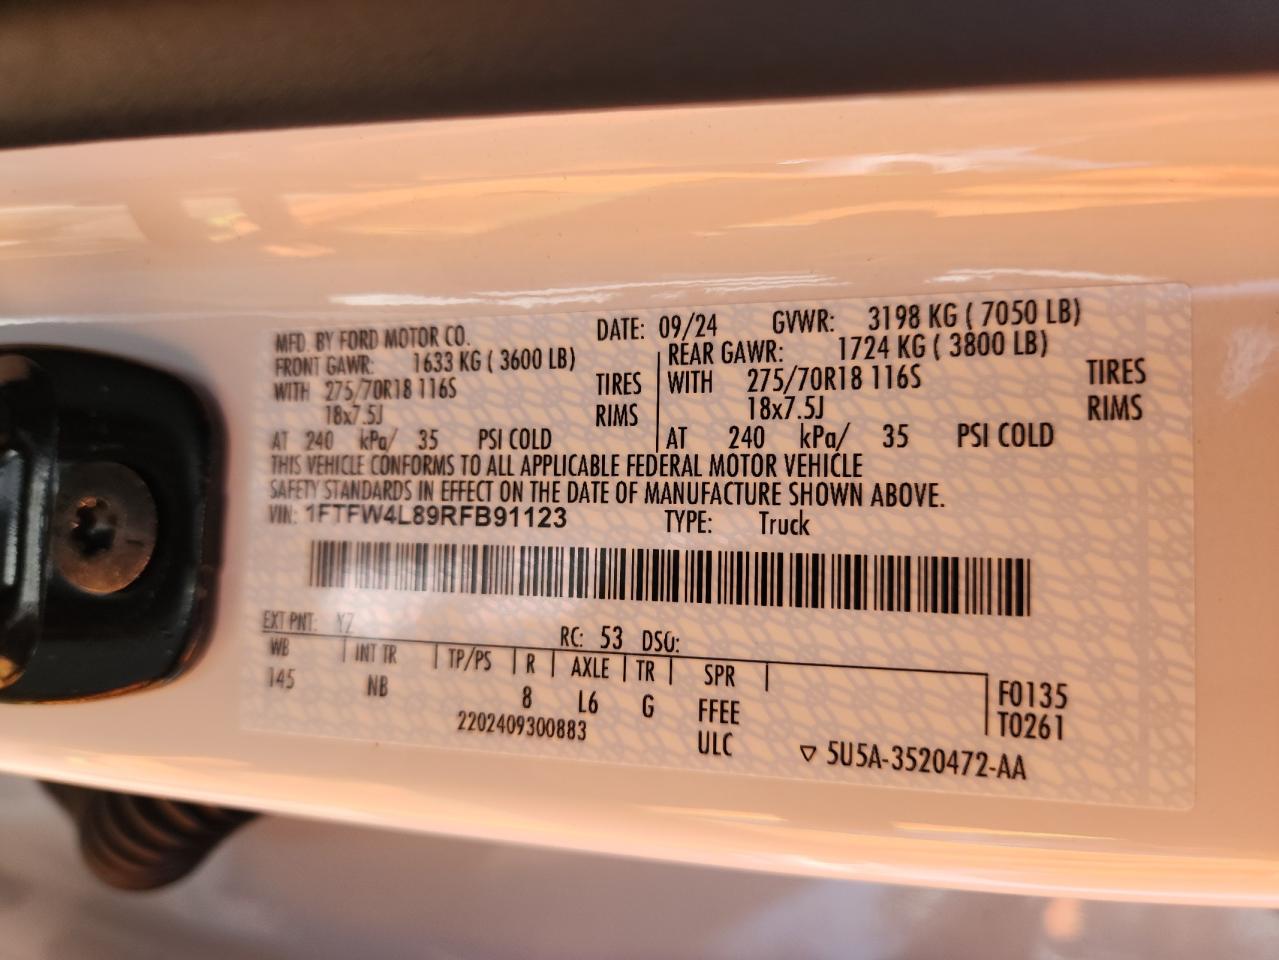 MFD. BY FORD MOTOR CO. DATE: 09/24 GVWR: 3198 KG ( 7050 LB)
FRONT GAWR: 1633 KG ( 3600 LB) REAR GAWR: 1724 KG ( 3800 LB)
WITH 275/70R18 116S TIRES WITH 275/70R18 116S TIRES
18x7.5J RIMS 18x7.5J RIMS
AT 240 kPa/ 35 PSI COLD AT 240 kPa/ 35 PSI COLD
THIS VEHICLE CONFORMS TO ALL APPLICABLE FEDERAL MOTOR VEHICLE
SAFETY STANDARDS IN EFFECT ON THE DATE OF MANUFACTURE SHOWN ABOVE.
VIN: 1FTFW4L89RFB91123 TYPE: Truck
EXT PNT: YZ RC: 53 DSO:
WB INT TR TP/PS R AXLE TR SPR
145 NB 8 L6 G FFEE F0135
2202409300883 ULC T0261
▽ 5U5A-3520472-AA